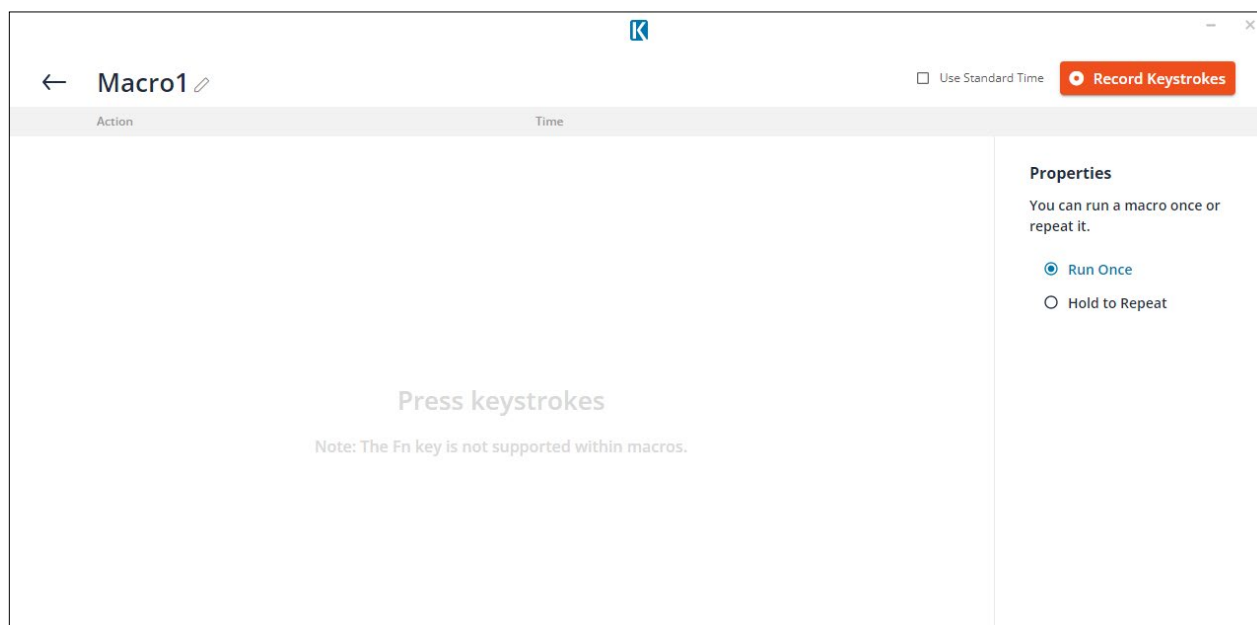 K
Macro1
Use Standard Time
Record Keystrokes
Action Time
Properties
You can run a macro once or
repeat it.
Run Once
Hold to Repeat
Press keystrokes
Note: The Fn key is not supported within macros.